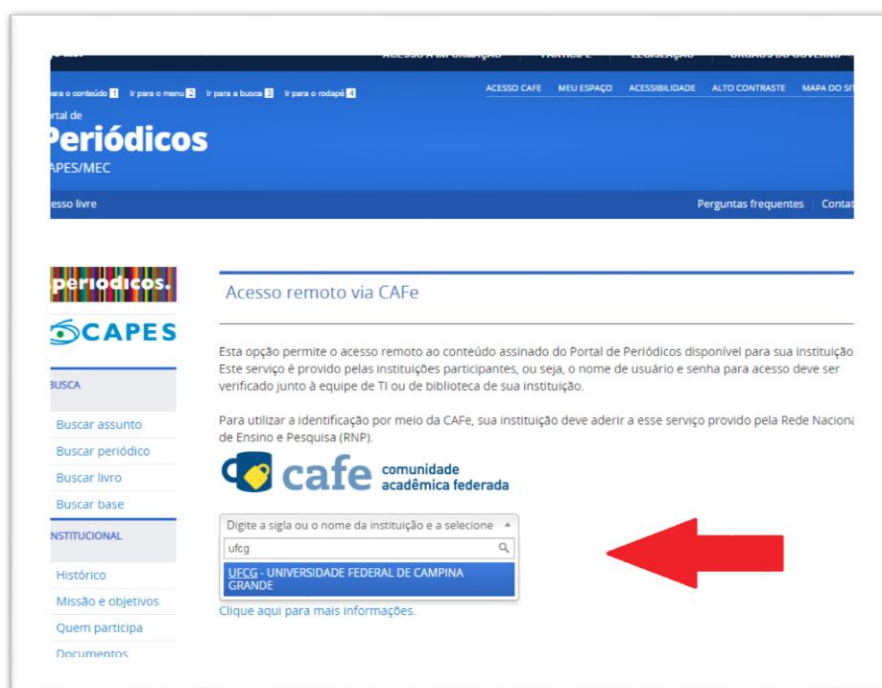 ACESSO À INFORMAÇÃO PARTICIPE LEGISLAÇÃO ÓRGÃOS DO GOVERNO
para o conteúdo 1 Ir para o menu 2 Ir para a busca 3 Ir para o rodapé 4
ACESSO CAFE MEU ESPAÇO ACESSIBILIDADE ALTO CONTRASTE MAPA DO SIT
rtal de
Periódicos
APES/MEC
esso livre
Perguntas frequentes Contat
.periodicos.
CAPES
BUSCA
Buscar assunto
Buscar periódico
Buscar livro
Buscar base
NSTITUCIONAL
Histórico
Missão e objetivos
Quem participa
Documentos
Acesso remoto via CAFe
Esta opção permite o acesso remoto ao conteúdo assinado do Portal de Periódicos disponível para sua instituição
Este serviço é provido pelas instituições participantes, ou seja, o nome de usuário e senha para acesso deve ser
verificado junto à equipe de TI ou de biblioteca de sua instituição.
Para utilizar a identificação por meio da CAFe, sua instituição deve aderir a esse serviço provido pela Rede Naciona
de Ensino e Pesquisa (RNP).
cafe comunidade
acadêmica federada
Digite a sigla ou o nome da instituição e a selecione
ufcg
UFCG - UNIVERSIDADE FEDERAL DE CAMPINA
GRANDE
Clique aqui para mais informações.